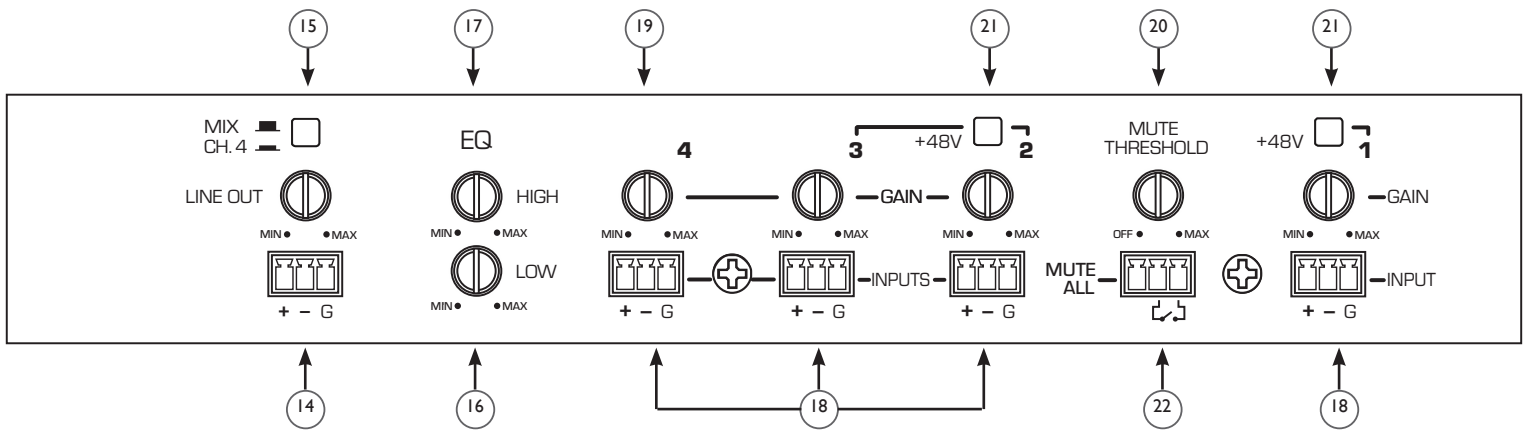 15 17 19 21 20 21
MIX
CH. 4
EQ
4
3
+48V
2
MUTE
THRESHOLD
+48V
1
LINE OUT
HIGH
GAIN
GAIN
MIN MAX
MIN MAX
MIN MAX
MIN MAX
MIN MAX
OFF MAX
MIN MAX
LOW
INPUTS
MUTE
ALL
INPUT
MIN MAX
+ – G
+ – G
+ – G
+ – G
+ – G
14 16 18 22 18